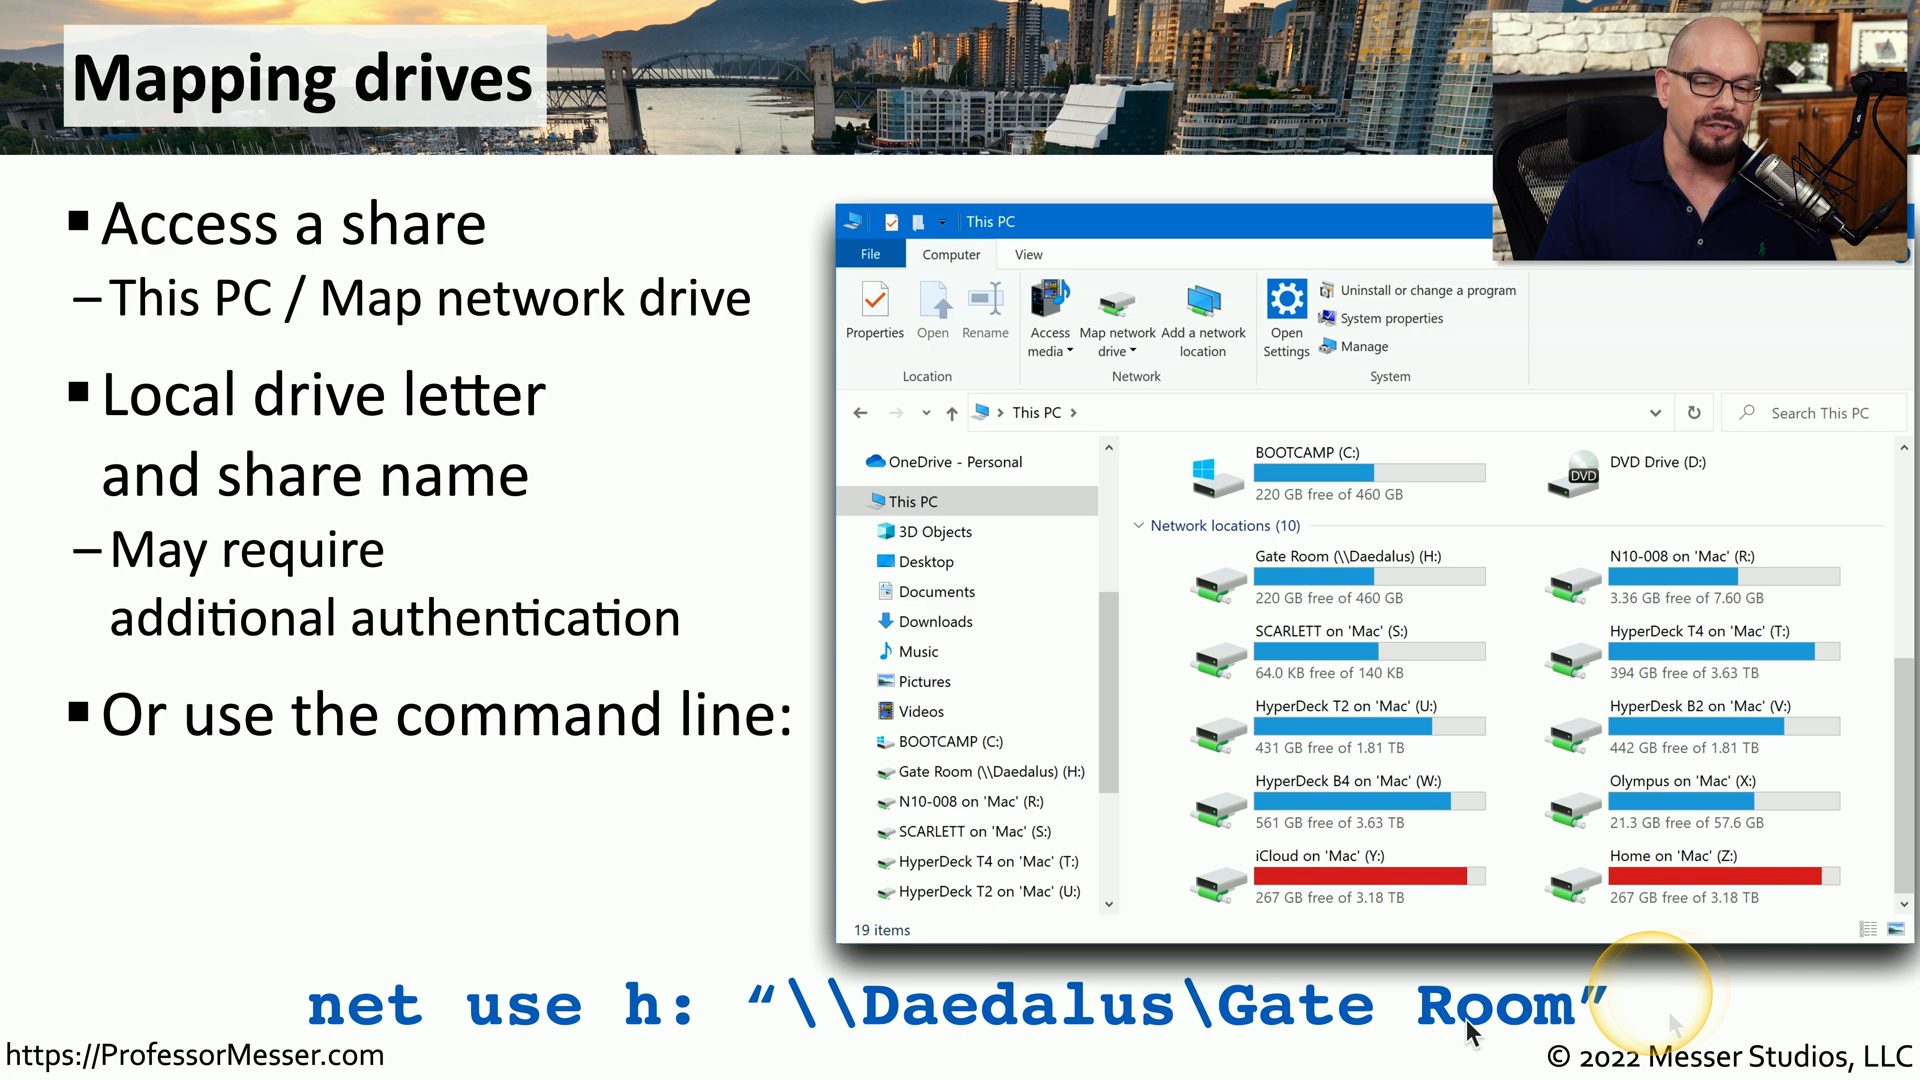 Mapping drives
▪ Access a share
– This PC / Map network drive
▪ Local drive letter
and share name
– May require
additional authentication
▪ Or use the command line:
This PC
File Computer View
Properties
Open
Rename
Access
media
Map network
drive
Add a network
location
Open
Settings
Uninstall or change a program
System properties
Manage
Location
Network
System
This PC
Search This PC
OneDrive - Personal
This PC
3D Objects
Desktop
Documents
Downloads
Music
Pictures
Videos
BOOTCAMP (C:)
Gate Room (\\Daedalus) (H:)
N10-008 on 'Mac' (R:)
SCARLETT on 'Mac' (S:)
HyperDeck T4 on 'Mac' (T:)
HyperDeck T2 on 'Mac' (U:)
BOOTCAMP (C:)
220 GB free of 460 GB
DVD
DVD Drive (D:)
Network locations (10)
Gate Room (\\Daedalus) (H:)
220 GB free of 460 GB
N10-008 on 'Mac' (R:)
3.36 GB free of 7.60 GB
SCARLETT on 'Mac' (S:)
64.0 KB free of 140 KB
HyperDeck T4 on 'Mac' (T:)
394 GB free of 3.63 TB
HyperDeck T2 on 'Mac' (U:)
431 GB free of 1.81 TB
HyperDesk B2 on 'Mac' (V:)
442 GB free of 1.81 TB
HyperDeck B4 on 'Mac' (W:)
561 GB free of 3.63 TB
Olympus on 'Mac' (X:)
21.3 GB free of 57.6 GB
iCloud on 'Mac' (Y:)
267 GB free of 3.18 TB
Home on 'Mac' (Z:)
267 GB free of 3.18 TB
19 items
net use h: “\\Daedalus\Gate Room”
https://ProfessorMesser.com
© 2022 Messer Studios, LLC